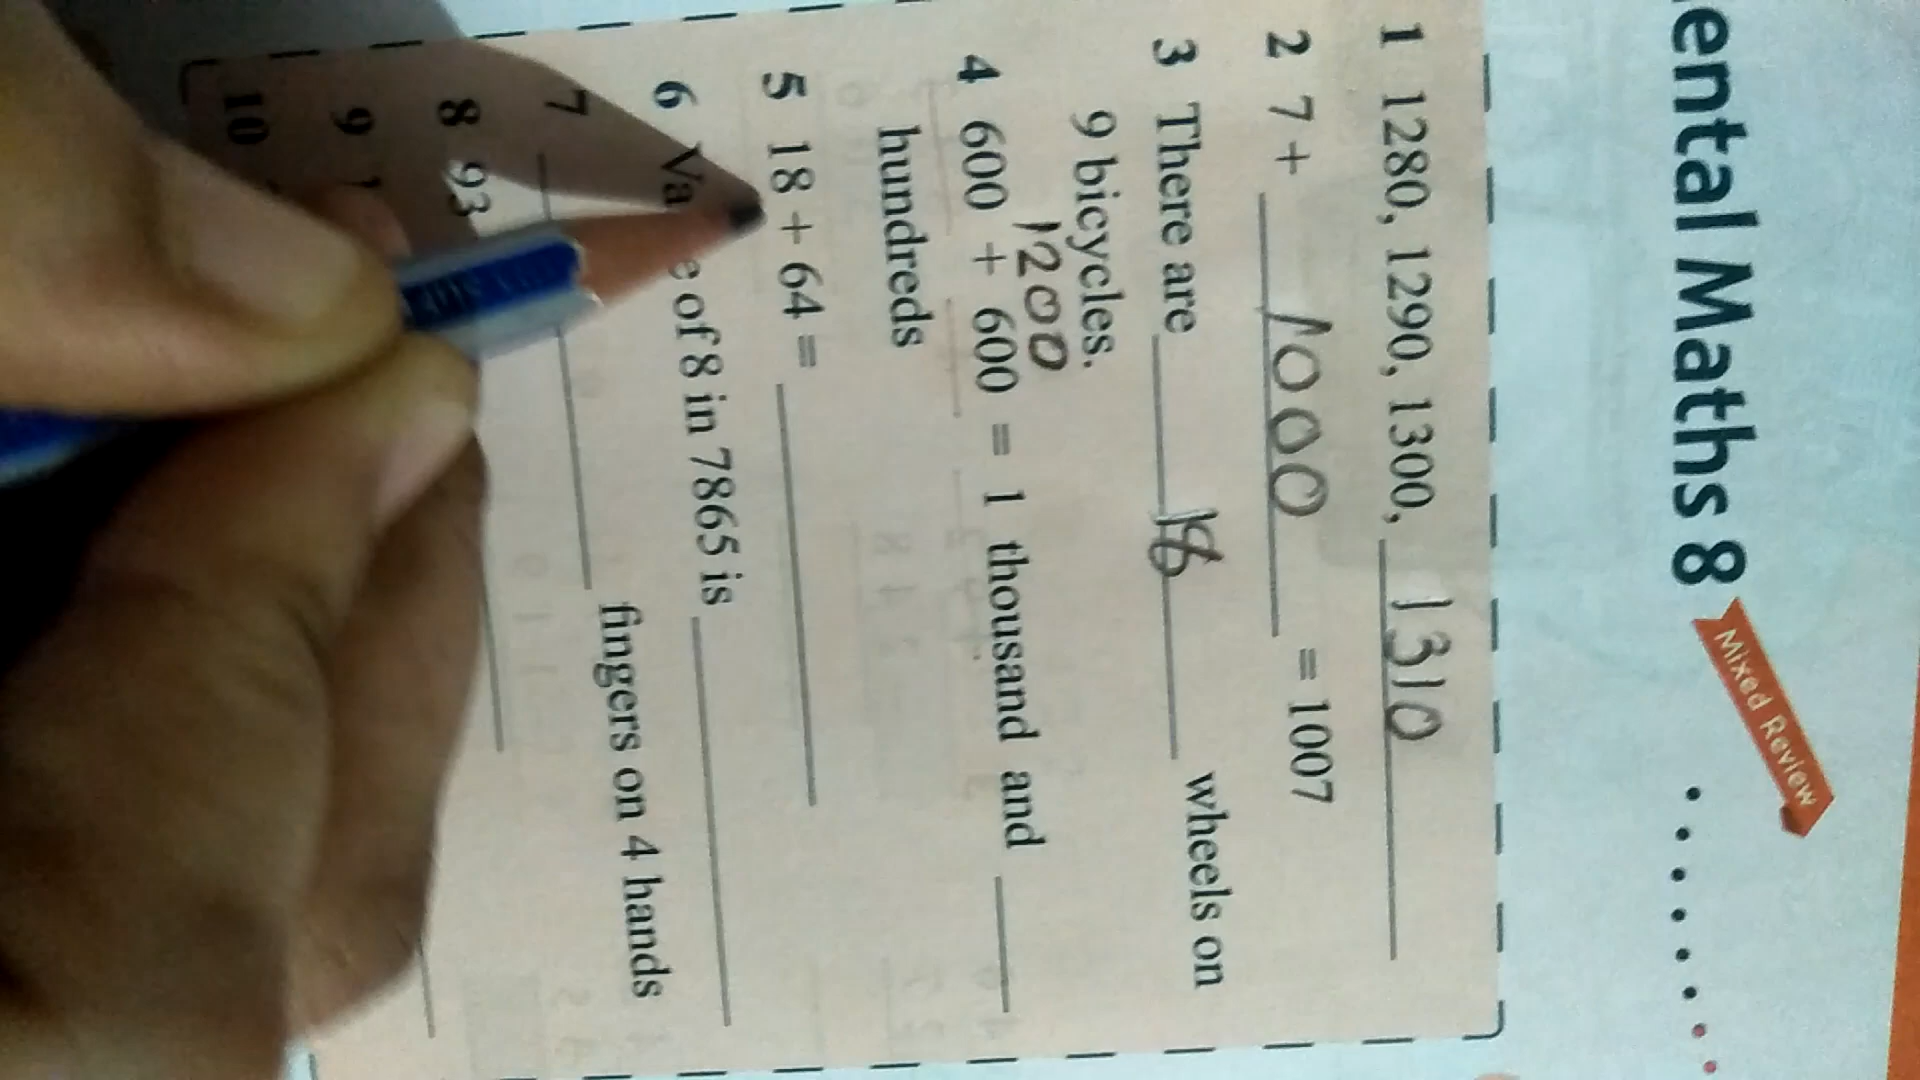 ental Maths 8
Mixed Review
1 1280, 1290, 1300, 1310
2 7 + 1000 = 1007
3 There are 18 wheels on
9 bicycles.
1200
4 600 + 600 = 1 thousand and
hundreds
5 18 + 64 =
6 of 8 in 7865 is
7 fingers on 4 hands
8 93
9
10